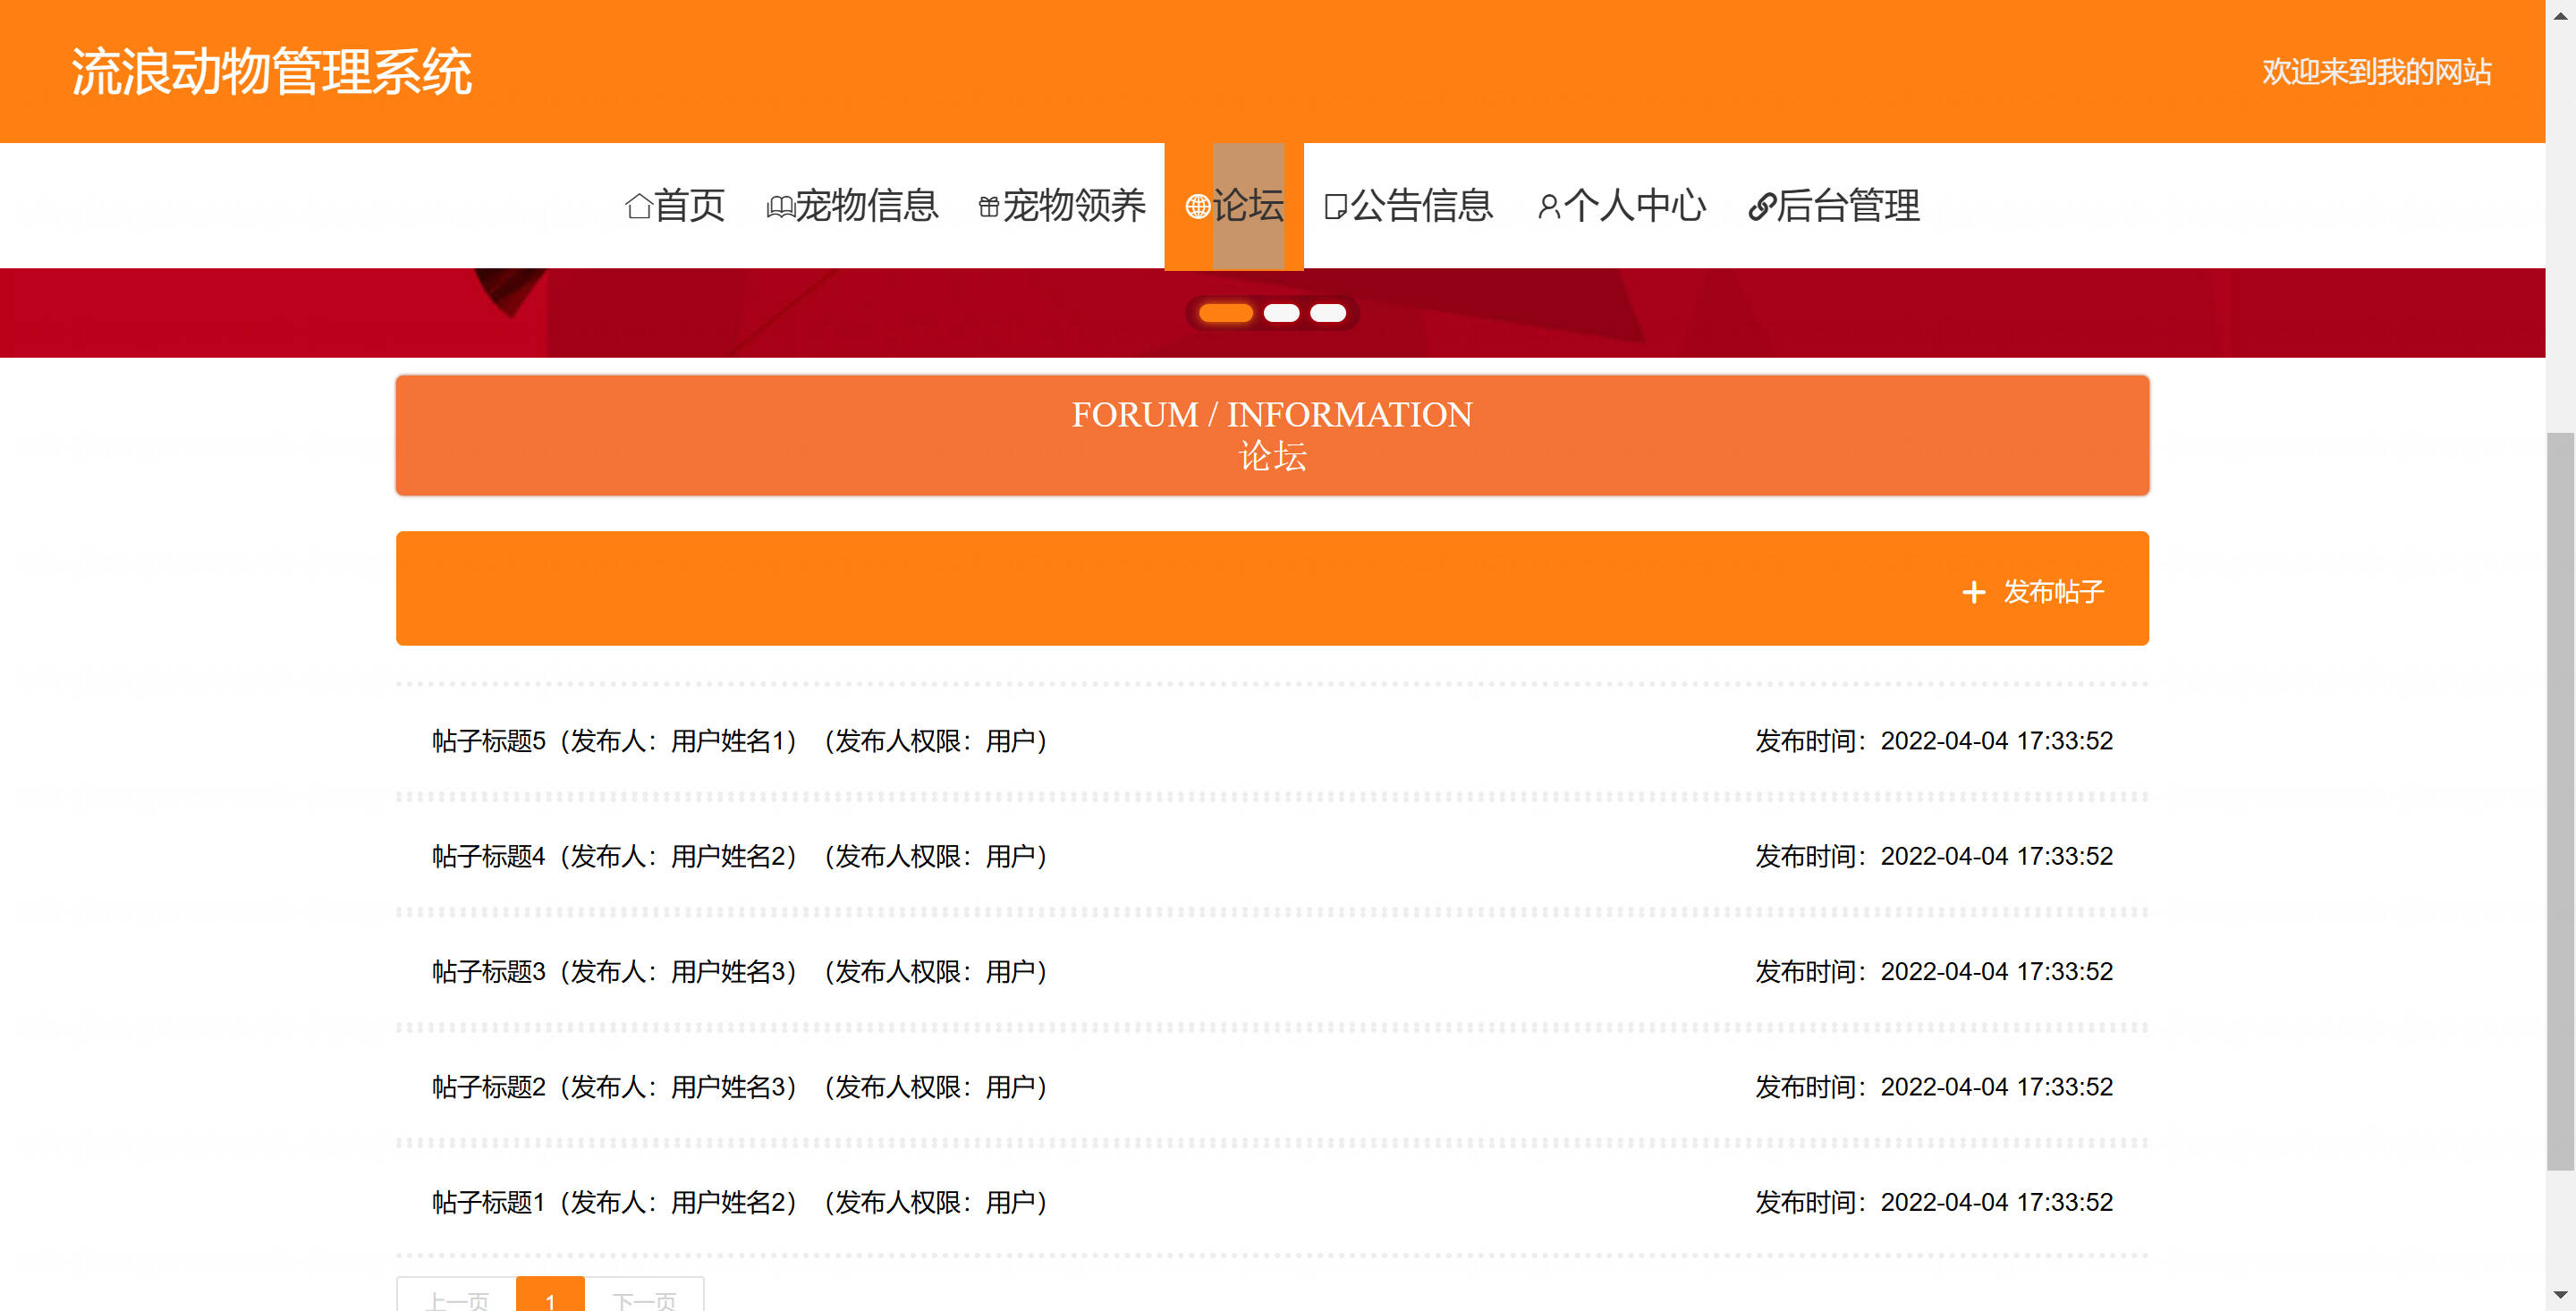 流浪动物管理系统
欢迎来到我的网站
首页 宠物信息 宠物领养 论坛 公告信息 个人中心 后台管理
FORUM / INFORMATION
论坛
发布帖子
帖子标题5（发布人：用户姓名1）（发布人权限：用户） 发布时间：2022-04-04 17:33:52
帖子标题4（发布人：用户姓名2）（发布人权限：用户） 发布时间：2022-04-04 17:33:52
帖子标题3（发布人：用户姓名3）（发布人权限：用户） 发布时间：2022-04-04 17:33:52
帖子标题2（发布人：用户姓名3）（发布人权限：用户） 发布时间：2022-04-04 17:33:52
帖子标题1（发布人：用户姓名2）（发布人权限：用户） 发布时间：2022-04-04 17:33:52
上一页 1 下一页